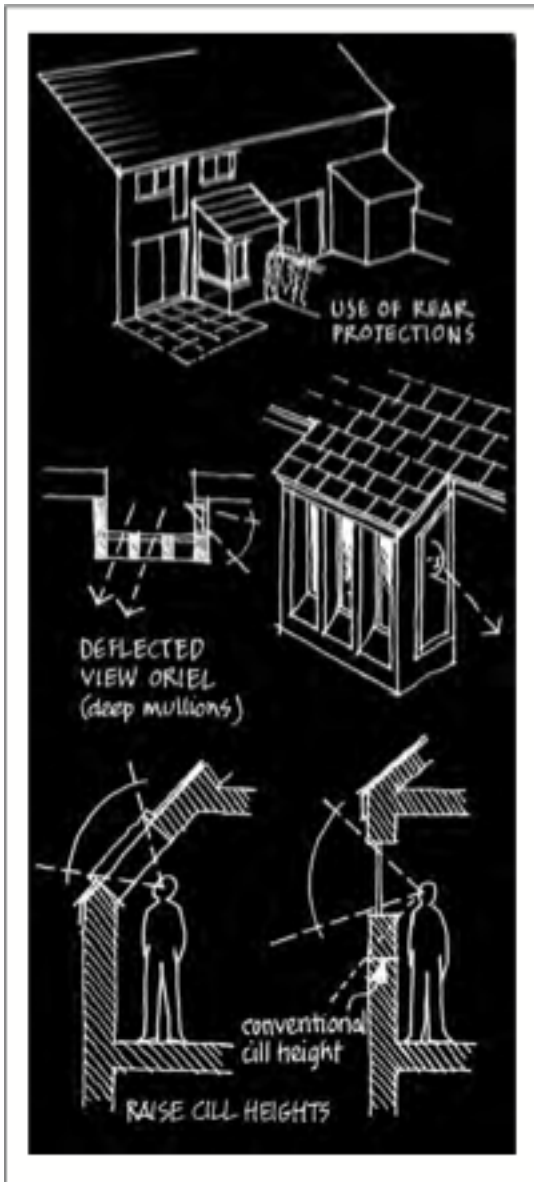 USE OF REAR
PROTECTIONS
DEFLECTED
VIEW ORIEL
(deep mullions)
conventional
cill height
RAISE CILL HEIGHTS